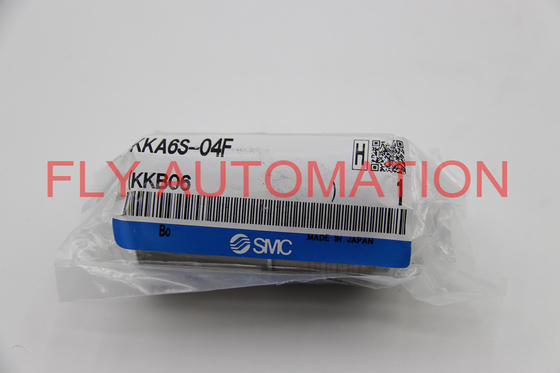 KKA6S-04F
H
FLY AUTOMATION
KKB06
)
1
Bo
SMC
MADE IN JAPAN